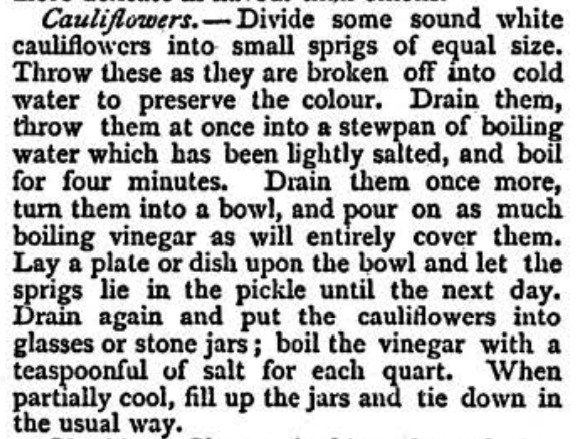 Cauliflowers.—Divide some sound white
cauliflowers into small sprigs of equal size.
Throw these as they are broken off into cold
water to preserve the colour. Drain them,
throw them at once into a stewpan of boiling
water which has been lightly salted, and boil
for four minutes. Drain them once more,
turn them into a bowl, and pour on as much
boiling vinegar as will entirely cover them.
Lay a plate or dish upon the bowl and let the
sprigs lie in the pickle until the next day.
Drain again and put the cauliflowers into
glasses or stone jars; boil the vinegar with a
teaspoonful of salt for each quart. When
partially cool, fill up the jars and tie down in
the usual way.